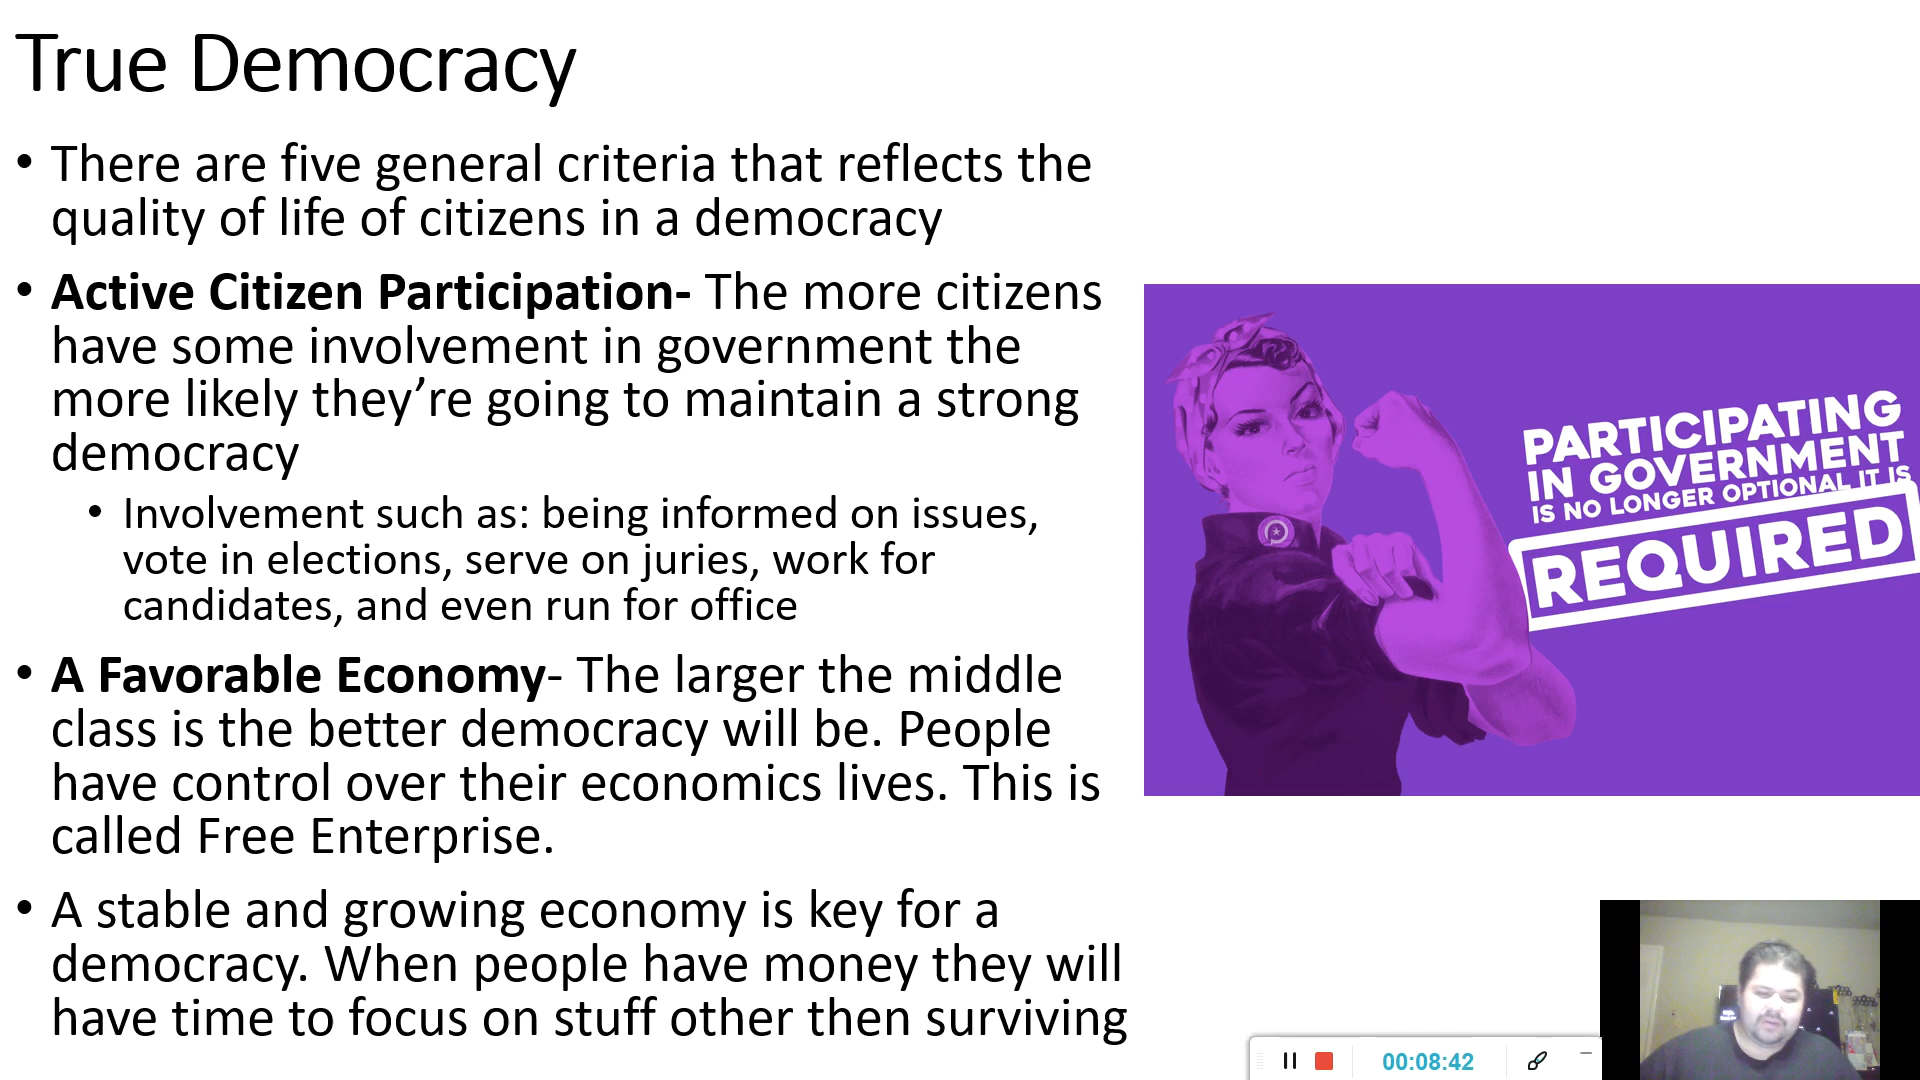 True Democracy
• There are five general criteria that reflects the
quality of life of citizens in a democracy
• Active Citizen Participation- The more citizens
have some involvement in government the
more likely they’re going to maintain a strong
democracy
• Involvement such as: being informed on issues,
vote in elections, serve on juries, work for
candidates, and even run for office
• A Favorable Economy- The larger the middle
class is the better democracy will be. People
have control over their economics lives. This is
called Free Enterprise.
• A stable and growing economy is key for a
democracy. When people have money they will
have time to focus on stuff other then surviving
PARTICIPATING
IN GOVERNMENT
IS NO LONGER OPTIONAL IT IS
REQUIRED
00:08:42